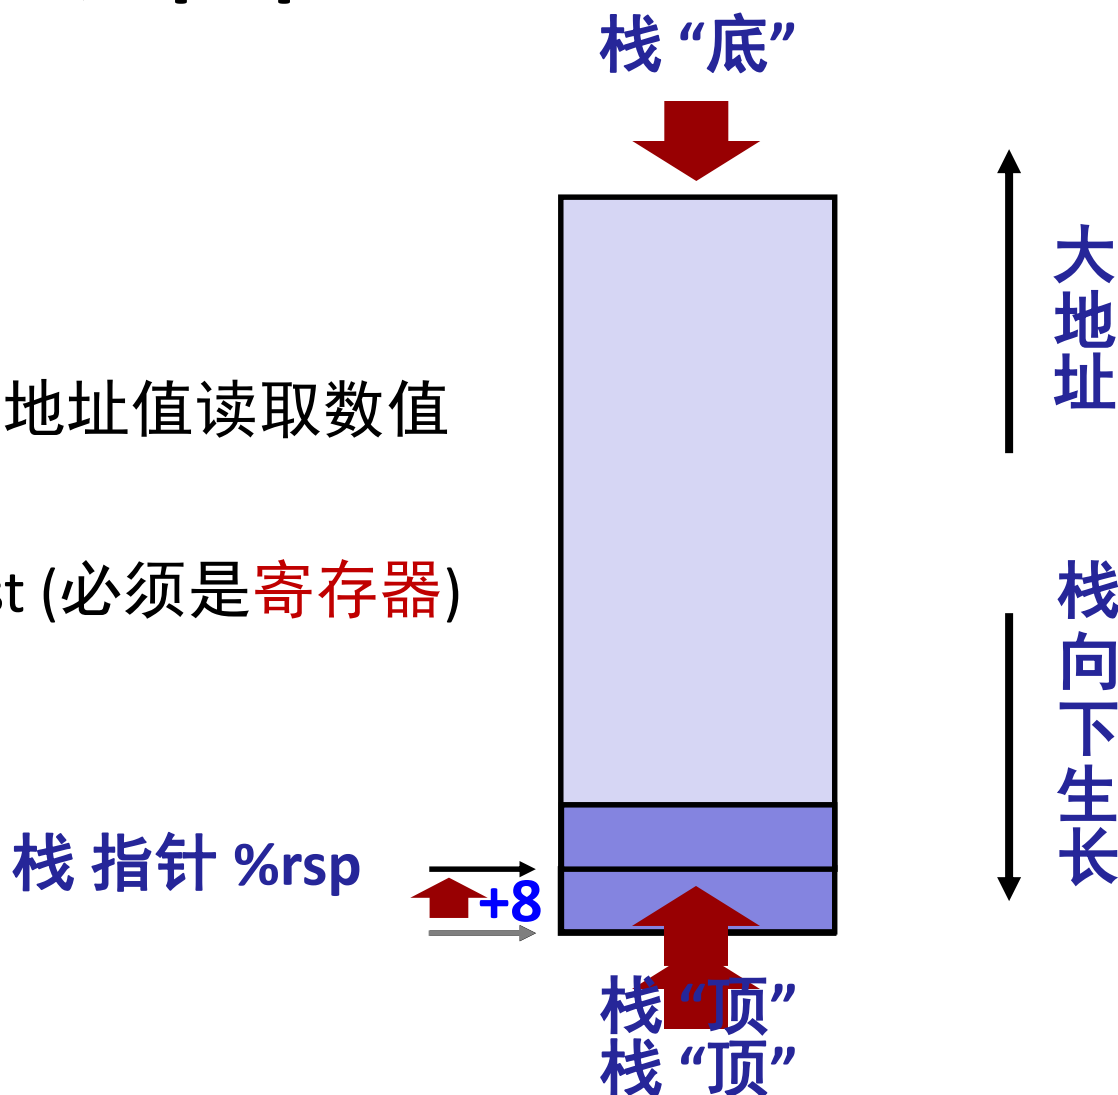 栈 “底”
大地址
地址值读取数值
st (必须是寄存器)
栈向下生长
栈 指针 %rsp
+8
栈 “顶”
栈 “顶”